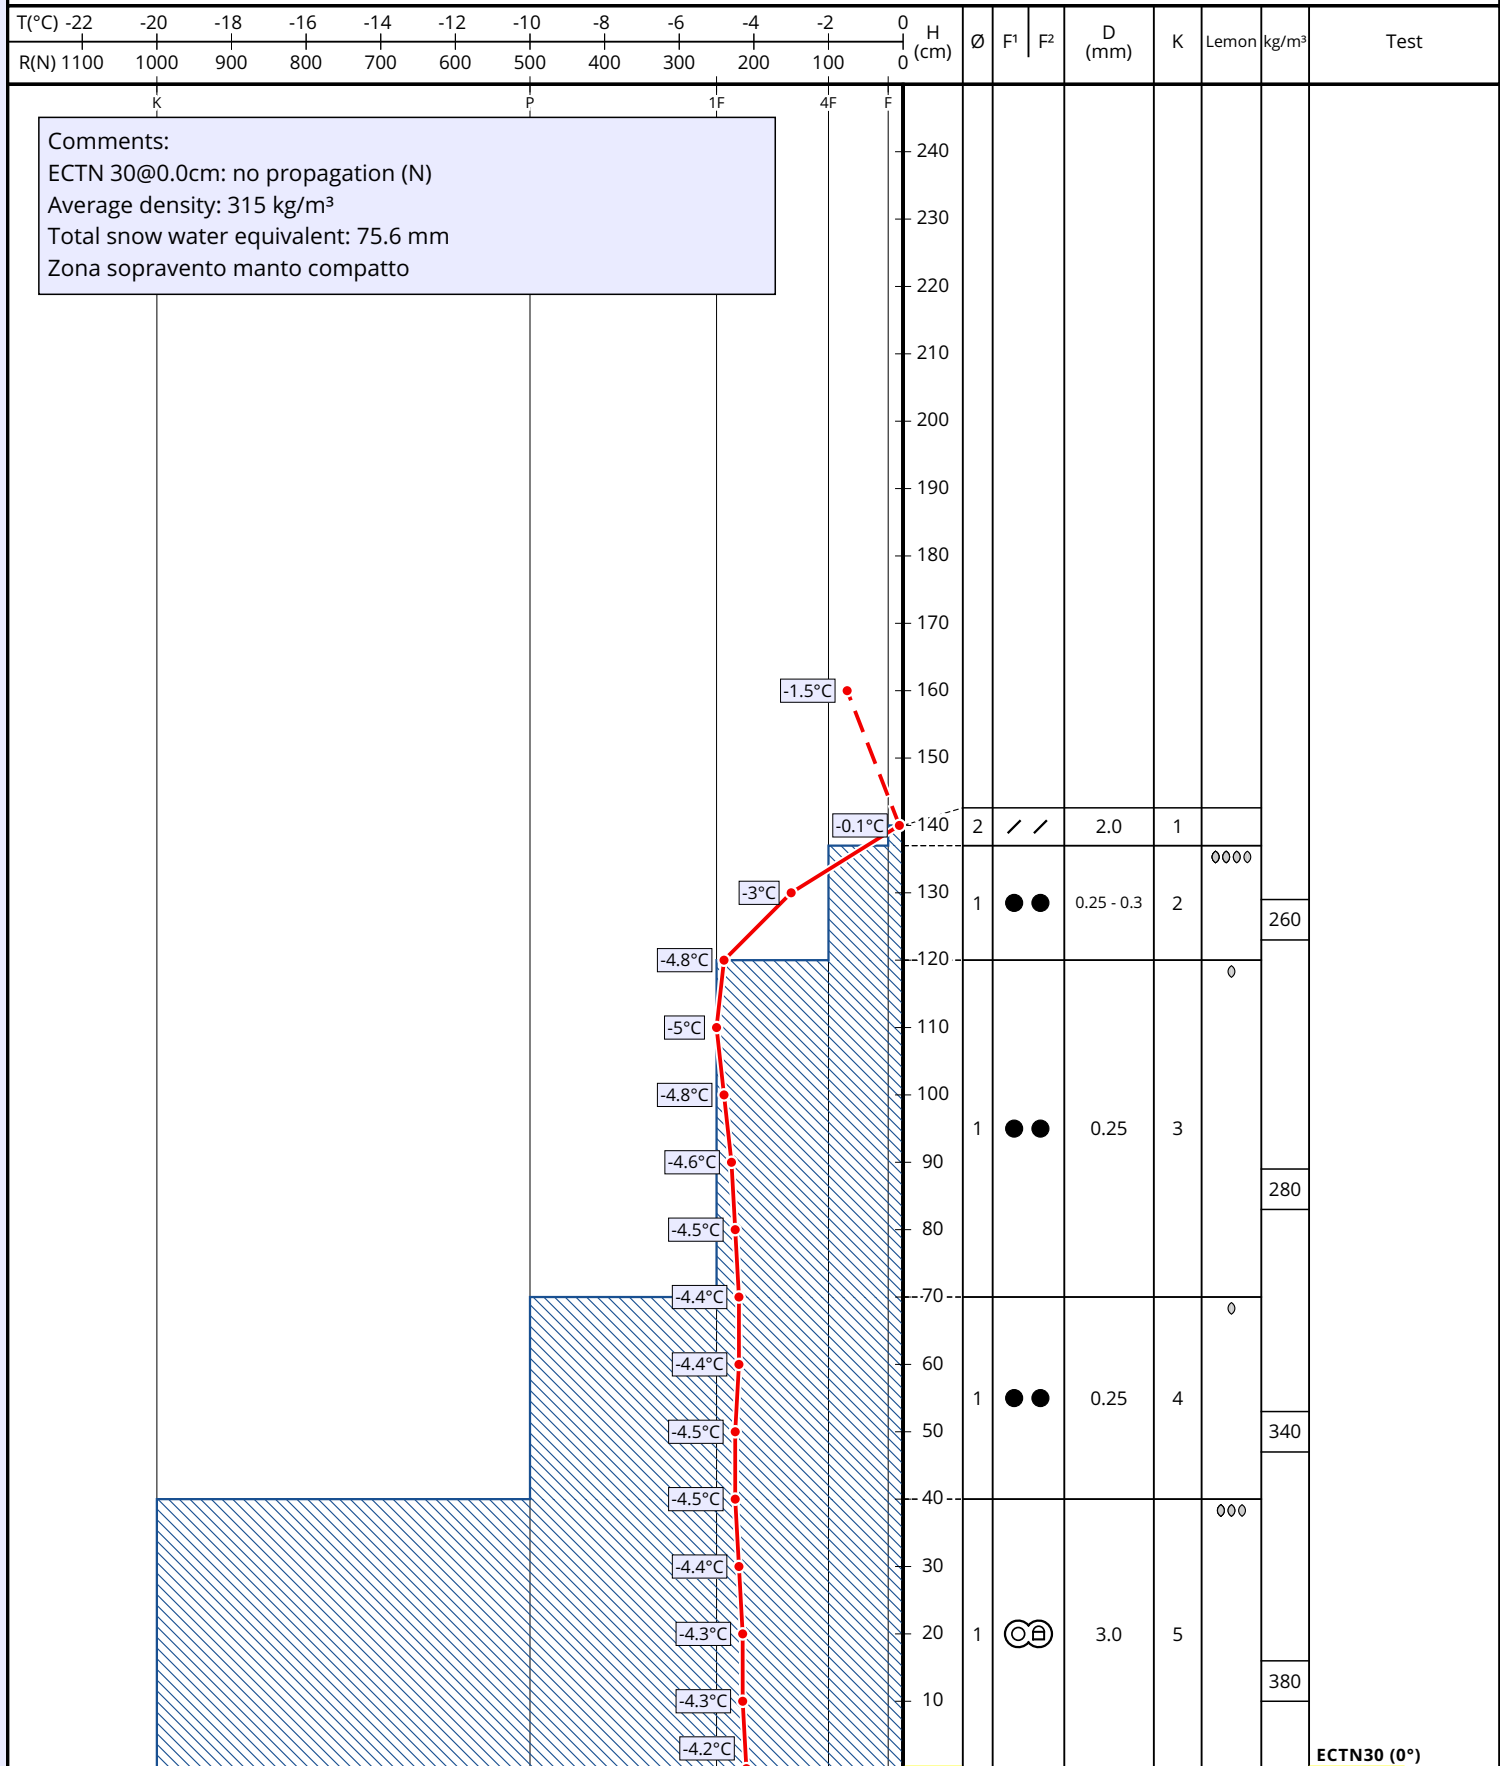 T(°C) -22 -20 -18 -16 -14 -12 -10 -8 -6 -4 -2 0
R(N) 1100 1000 900 800 700 600 500 400 300 200 100 0
H (cm) Ø F¹ F² D (mm) K Lemon kg/m³ Test
K P 1F 4F F
Comments:
ECTN 30@0.0cm: no propagation (N)
Average density: 315 kg/m³
Total snow water equivalent: 75.6 mm
Zona sopravento manto compatto
240
230
220
210
200
190
180
170
-1.5°C 160
150
-0.1°C 140 2 2.0 1
-3°C 130 1 0.25 - 0.3 2
260
-4.8°C 120
-5°C 110
-4.8°C 100
1 0.25 3
-4.6°C 90
280
-4.5°C 80
-4.4°C 70
-4.4°C 60
1 0.25 4
-4.5°C 50 340
-4.5°C 40
-4.4°C 30
-4.3°C 20 1 3.0 5
380
-4.3°C 10
-4.2°C
ECTN30 (0°)